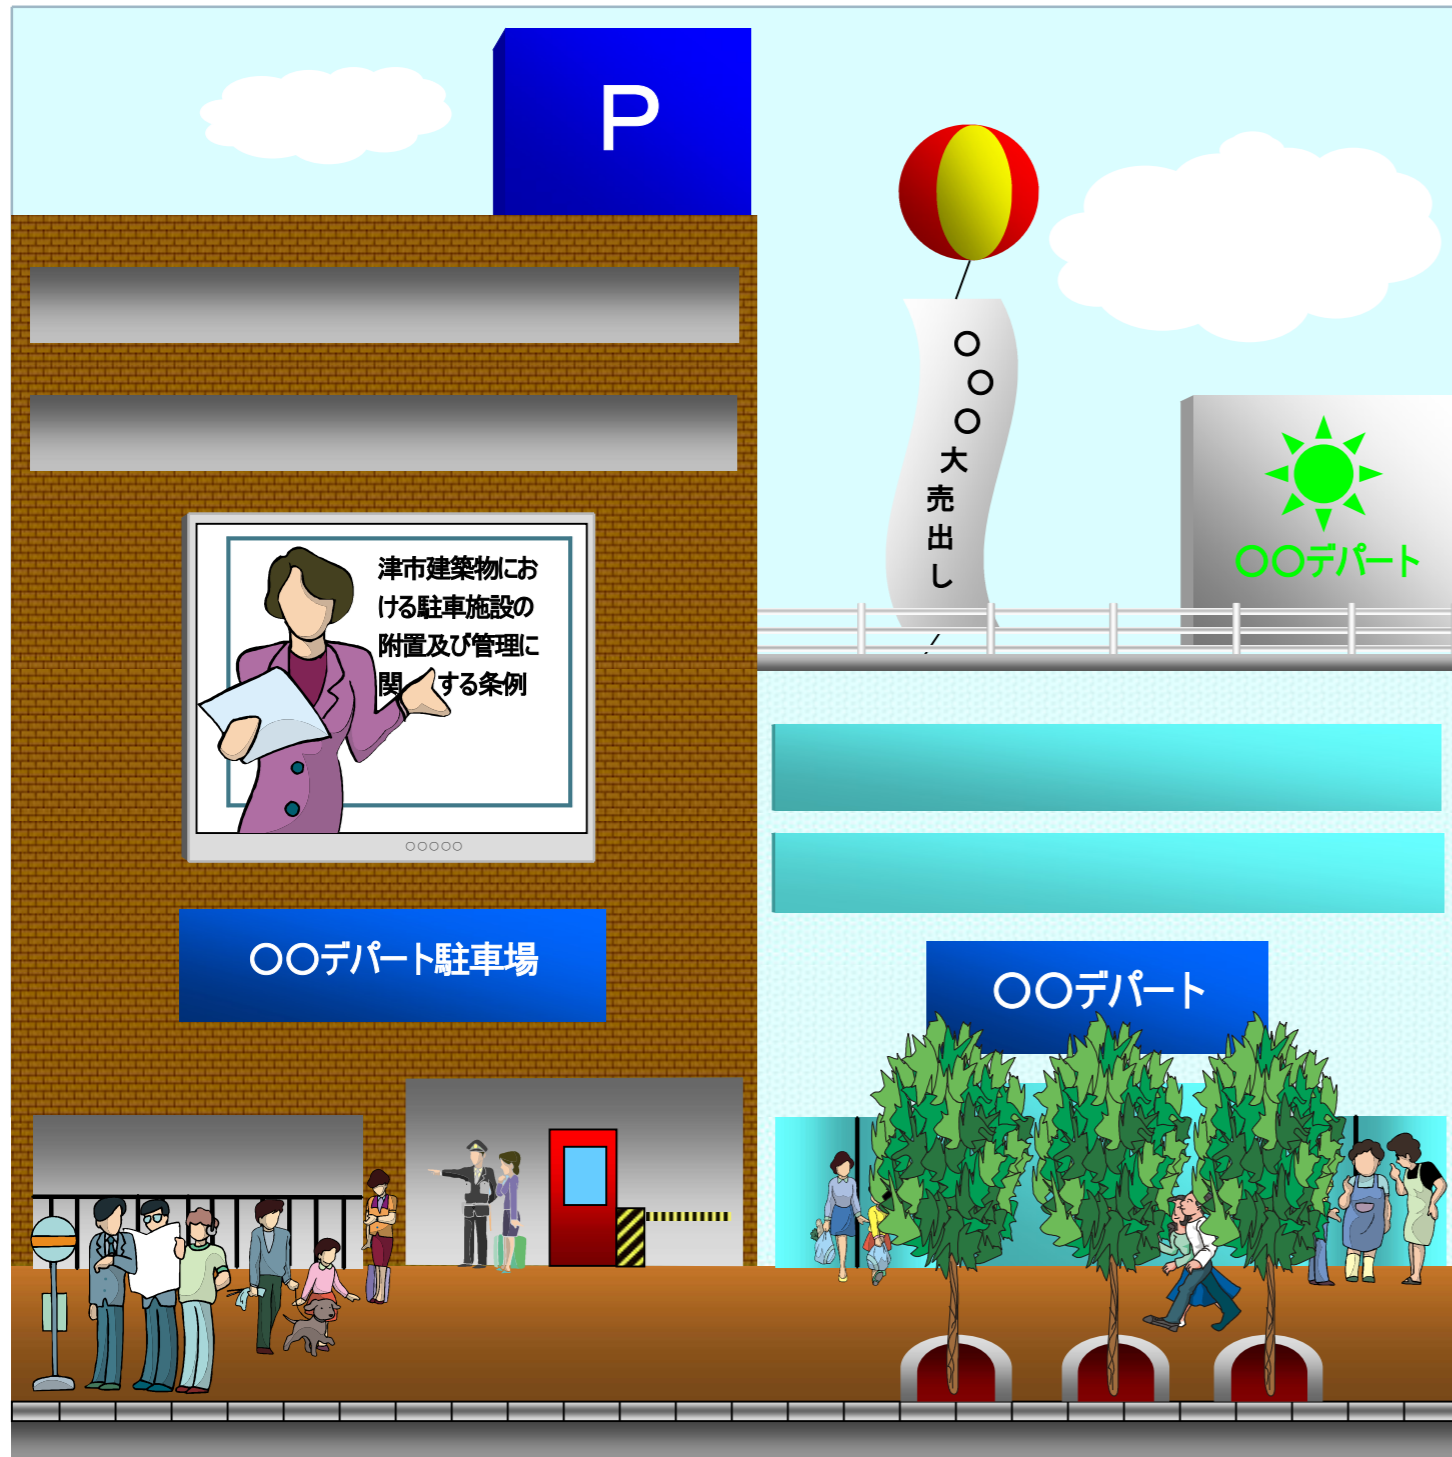 P
〇〇〇大売出し
〇〇デパート
津市建築物にお
ける駐車施設の
附置及び管理に
関する条例
○○○○○
〇〇デパート駐車場
〇〇デパート